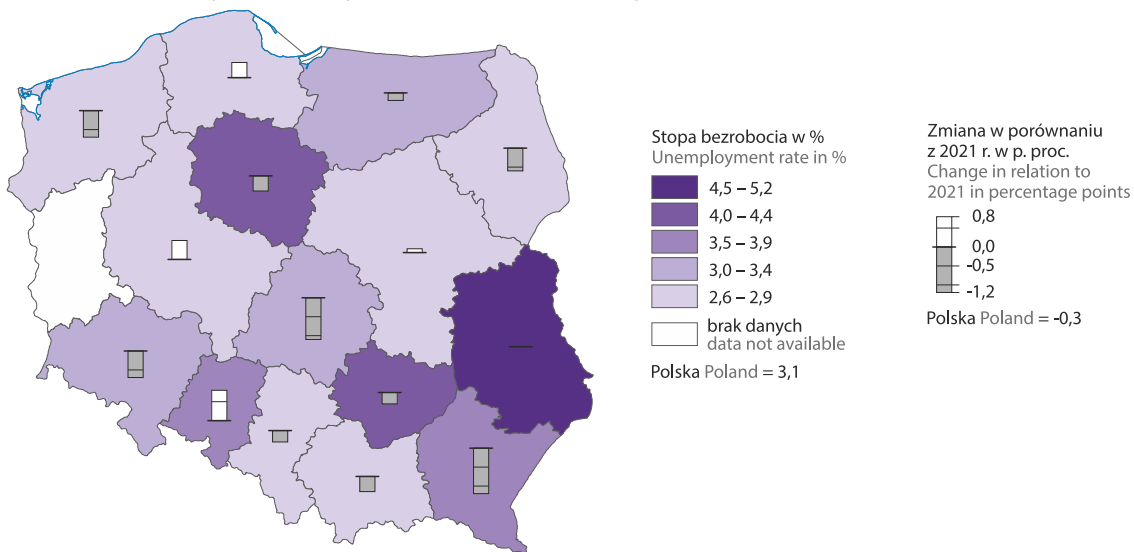 Stopa bezrobocia w %
Unemployment rate in %
4,5 – 5,2
4,0 – 4,4
3,5 – 3,9
3,0 – 3,4
2,6 – 2,9
brak danych
data not available
Polska Poland = 3,1
Zmiana w porównaniu
z 2021 r. w p. proc.
Change in relation to
2021 in percentage points
0,8
0,0
-0,5
-1,2
Polska Poland = -0,3